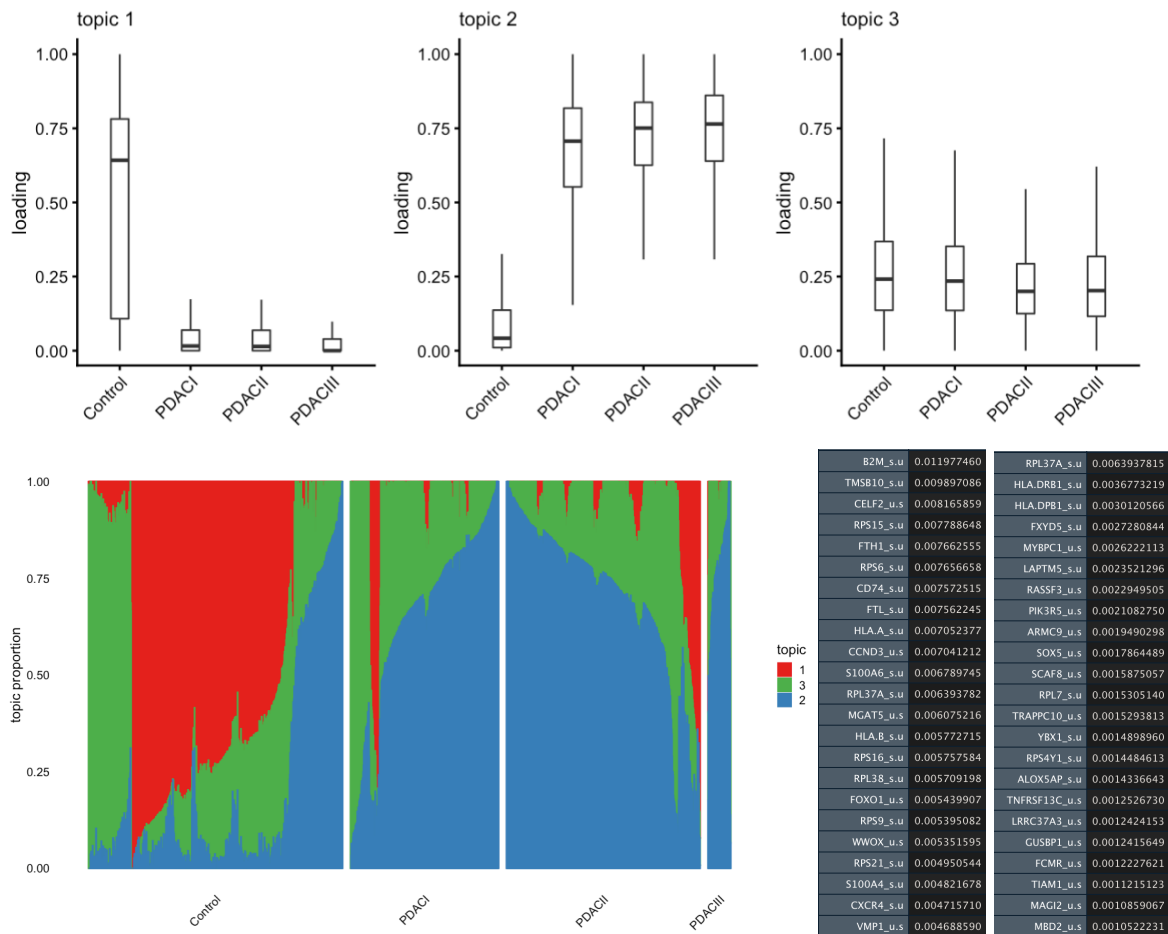 topic 1
topic 2
topic 3
1.00
0.75
0.50
0.25
0.00
loading
Control
PDACI
PDACII
PDACIII
1.00
0.75
0.50
0.25
0.00
loading
Control
PDACI
PDACII
PDACIII
1.00
0.75
0.50
0.25
0.00
loading
Control
PDACI
PDACII
PDACIII
1.00
0.75
0.50
0.25
0.00
topic proportion
Control
PDACI
PDACII
PDACIII
topic
1
3
2
B2M_s.u 0.011977460
TMSB10_s.u 0.009897086
CELF2_u.s 0.008165859
RPS15_s.u 0.007788648
FTH1_s.u 0.007662555
RPS6_s.u 0.007656658
CD74_s.u 0.007572515
FTL_s.u 0.007562245
HLA.A_s.u 0.007052377
CCND3_u.s 0.007041212
S100A6_s.u 0.006789745
RPL37A_s.u 0.006393782
MGAT5_u.s 0.006075216
HLA.B_s.u 0.005772715
RPS16_s.u 0.005757584
RPL38_s.u 0.005709198
FOXO1_u.s 0.005439907
RPS9_s.u 0.005395082
WWOX_u.s 0.005351595
RPS21_s.u 0.004950544
S100A4_s.u 0.004821678
CXCR4_s.u 0.004715710
VMP1_u.s 0.004688590
RPL37A_s.u 0.0063937815
HLA.DRB1_s.u 0.0036773219
HLA.DPB1_s.u 0.0030120566
FXYD5_s.u 0.0027280844
MYBPC1_u.s 0.0026222113
LAPTM5_s.u 0.0023521296
RASSF3_u.s 0.0022949505
PIK3R5_u.s 0.0021082750
ARMC9_u.s 0.0019490298
SOX5_u.s 0.0017864489
SCAF8_u.s 0.0015875057
RPL7_s.u 0.0015305140
TRAPPC10_u.s 0.0015293813
YBX1_s.u 0.0014898960
RPS4Y1_s.u 0.0014484613
ALOX5AP_s.u 0.0014336643
TNFRSF13C_u.s 0.0012526730
LRRC37A3_u.s 0.0012424153
GUSBP1_u.s 0.0012415649
FCMR_u.s 0.0012227621
TIAM1_u.s 0.0011215123
MAGI2_u.s 0.0010859067
MBD2_u.s 0.0010522231